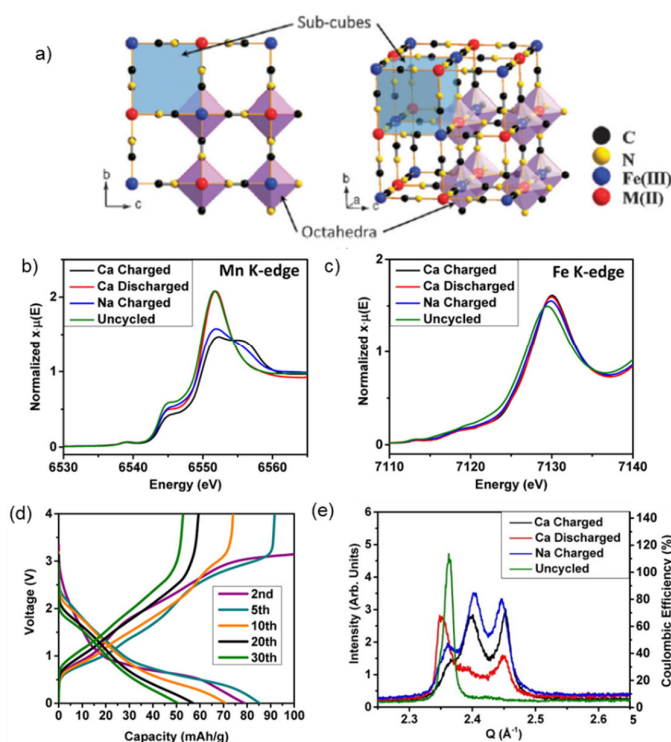 a)
Sub-cubes
b
c
b
a c
Octahedra
C
N
Fe(III)
M(II)
b)
Mn K-edge
Ca Charged
Ca Discharged
Na Charged
Uncycled
Normalized x·μ(E)
2
1
0
6530 6540 6550 6560
Energy (eV)
c)
Fe K-edge
Ca Charged
Ca Discharged
Na Charged
Uncycled
Normalized x·μ(E)
2
1
0
7110 7120 7130 7140
Energy (eV)
(d)
Voltage (V)
4
3
2
1
0
2nd
5th
10th
20th
30th
0 10 20 30 40 50 60 70 80 90 100
Capacity (mAh/g)
(e)
Ca Charged
Ca Discharged
Na Charged
Uncycled
Intensity (Arb. Units)
6
5
4
3
2
1
0
Coulombic Efficiency (%)
140
120
100
80
60
40
20
0
2.3 2.4 2.5 2.6 5
Q (Å⁻¹)